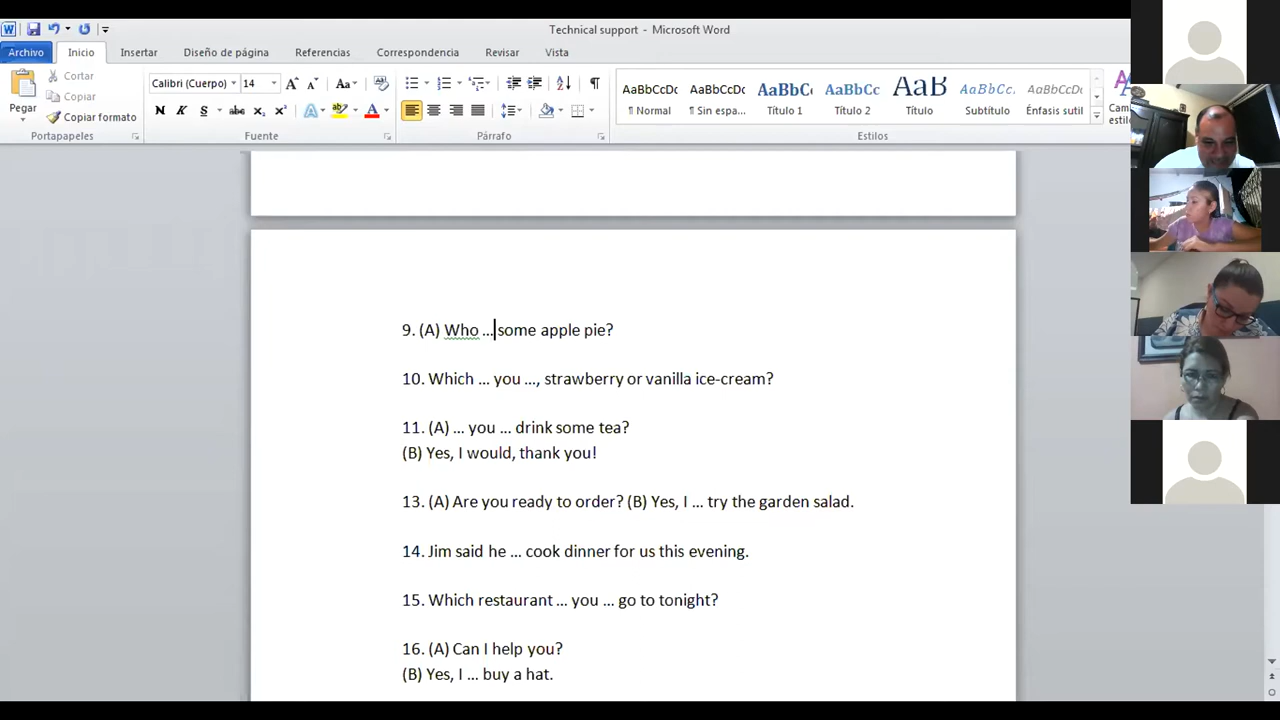 Technical support - Microsoft Word
Archivo Inicio Insertar Diseño de página Referencias Correspondencia Revisar Vista
Pegar
Cortar
Copiar
Copiar formato
Portapapeles
Calibri (Cuerpo) 14
N K S abc
Fuente
Párrafo
AaBbCcDc AaBbCcDc AaBbC AaBbCc AaB AaBbCc. AaBbCcDc
¶ Normal ¶ Sin espa... Título 1 Título 2 Título Subtítulo Énfasis sutil
Estilos
9. (A) Who ... some apple pie?
10. Which ... you ..., strawberry or vanilla ice-cream?
11. (A) ... you ... drink some tea?
(B) Yes, I would, thank you!
13. (A) Are you ready to order? (B) Yes, I ... try the garden salad.
14. Jim said he ... cook dinner for us this evening.
15. Which restaurant ... you ... go to tonight?
16. (A) Can I help you?
(B) Yes, I ... buy a hat.